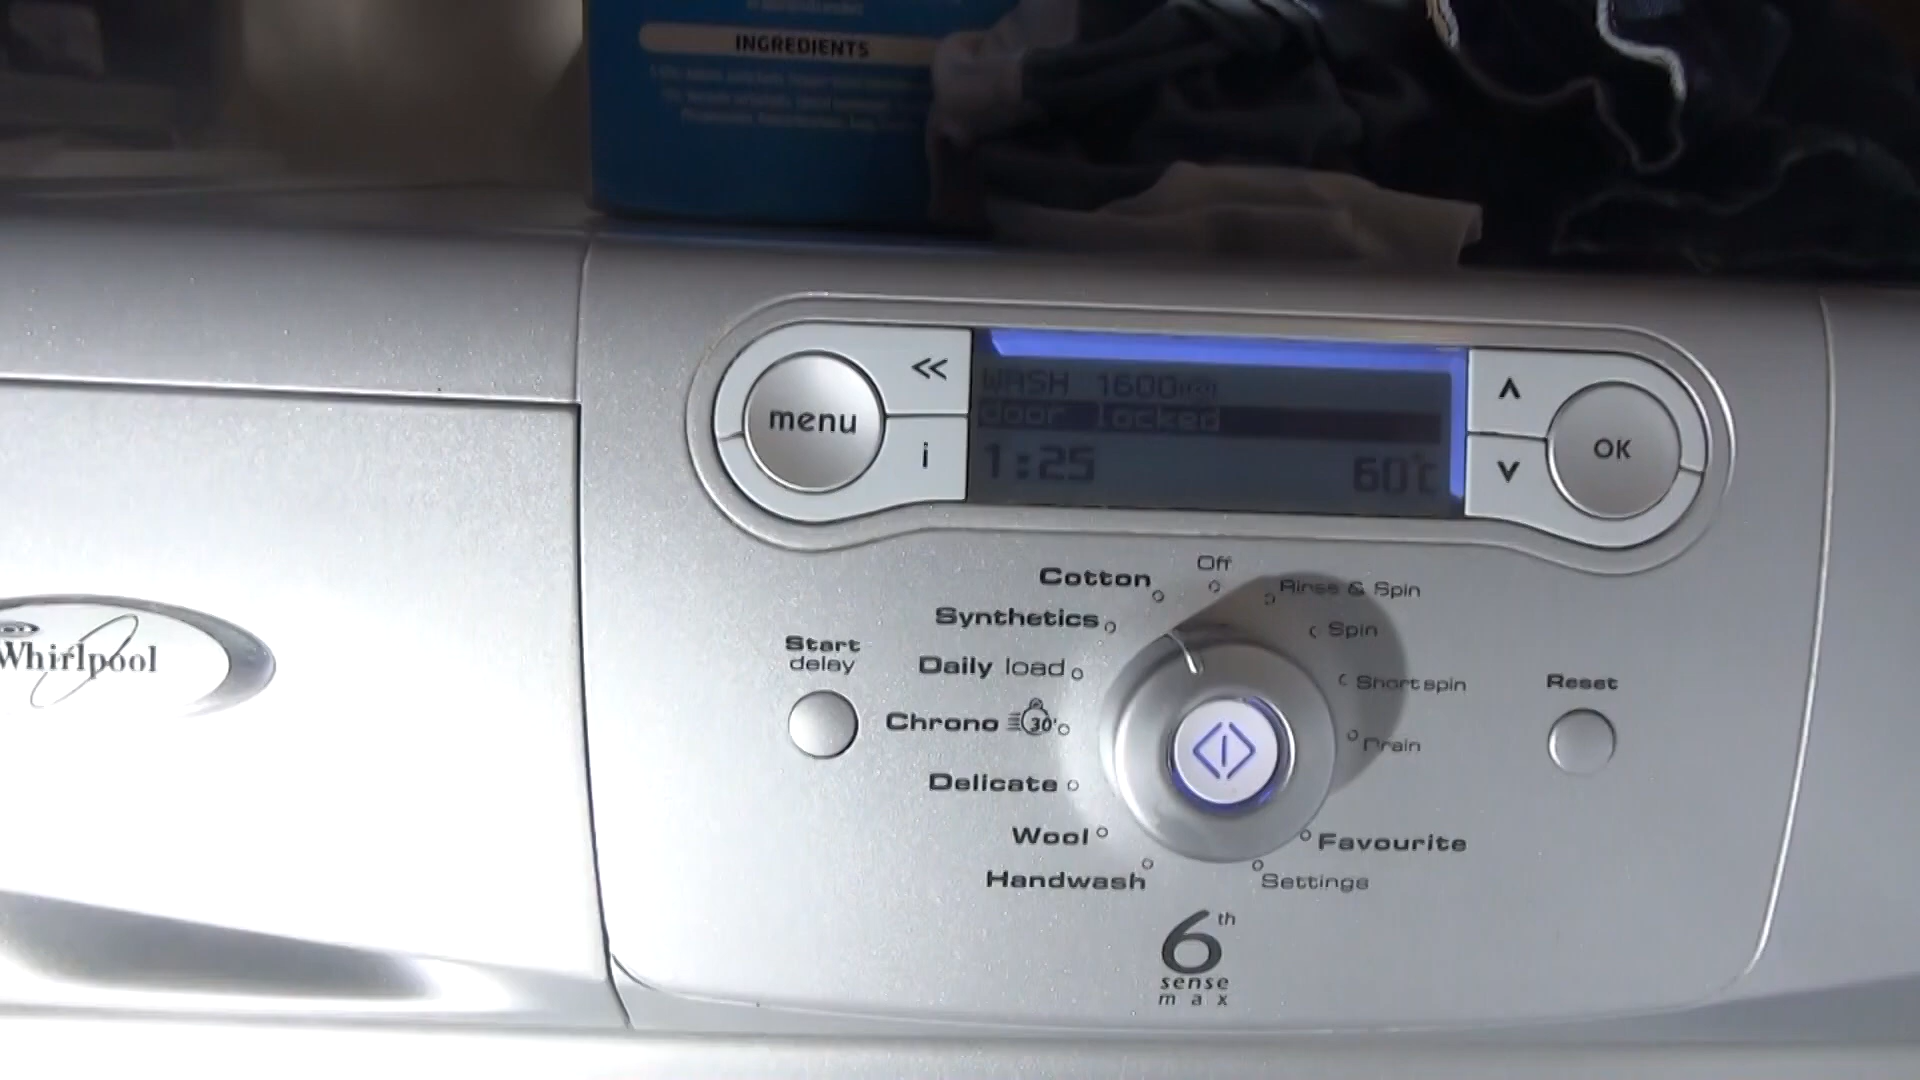 INGREDIENTS
menu
<<
i
WASH 1600
door locked
1:25 60°C
OK
Whirlpool
Start
delay
Off
Cotton
Synthetics
Daily load
Chrono 30'
Delicate
Wool
Handwash
Rinse & Spin
Spin
Short spin
Drain
Favourite
Settings
Reset
6th
sense
max